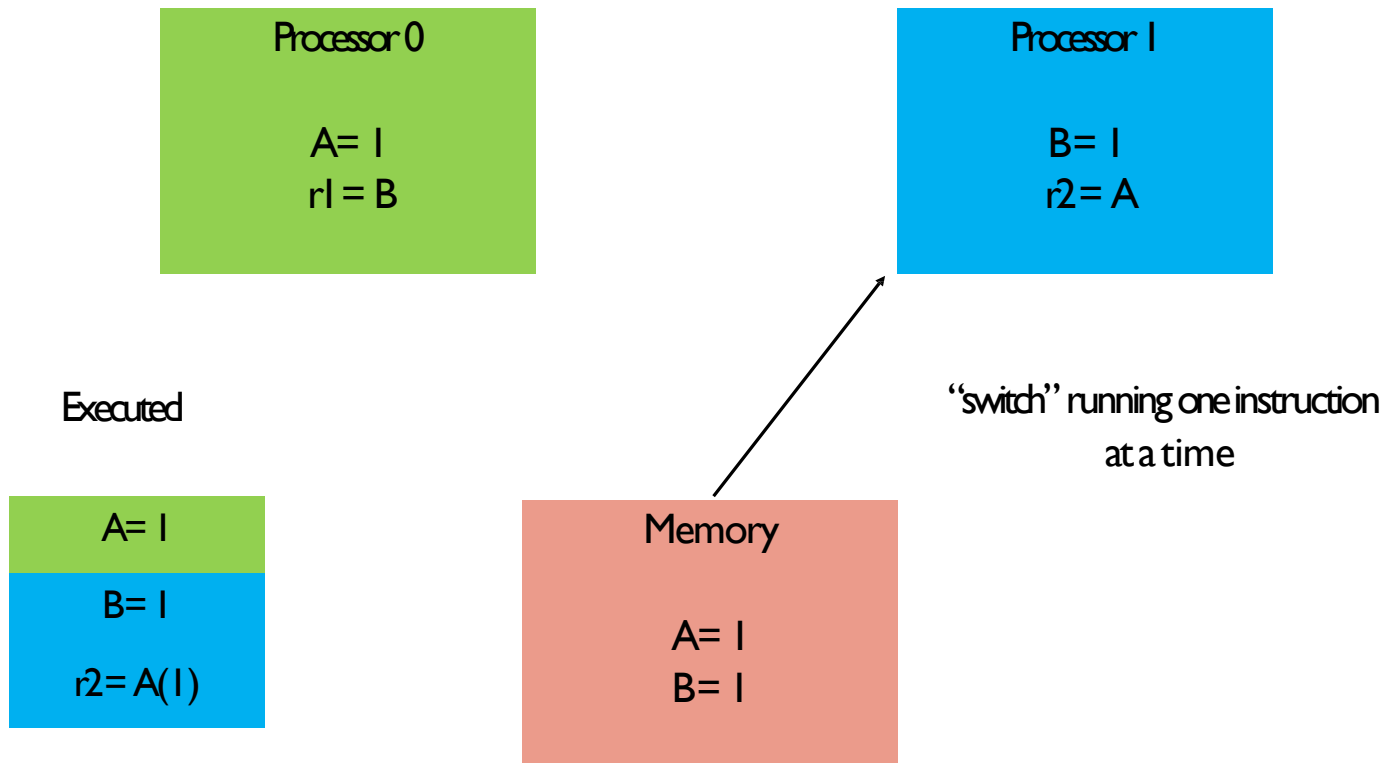 Processor 0
A= 1
r1 = B
Processor 1
B= 1
r2= A
Executed
“switch” running one instruction
at a time
A= 1
B= 1
r2= A(1)
Memory
A= 1
B= 1